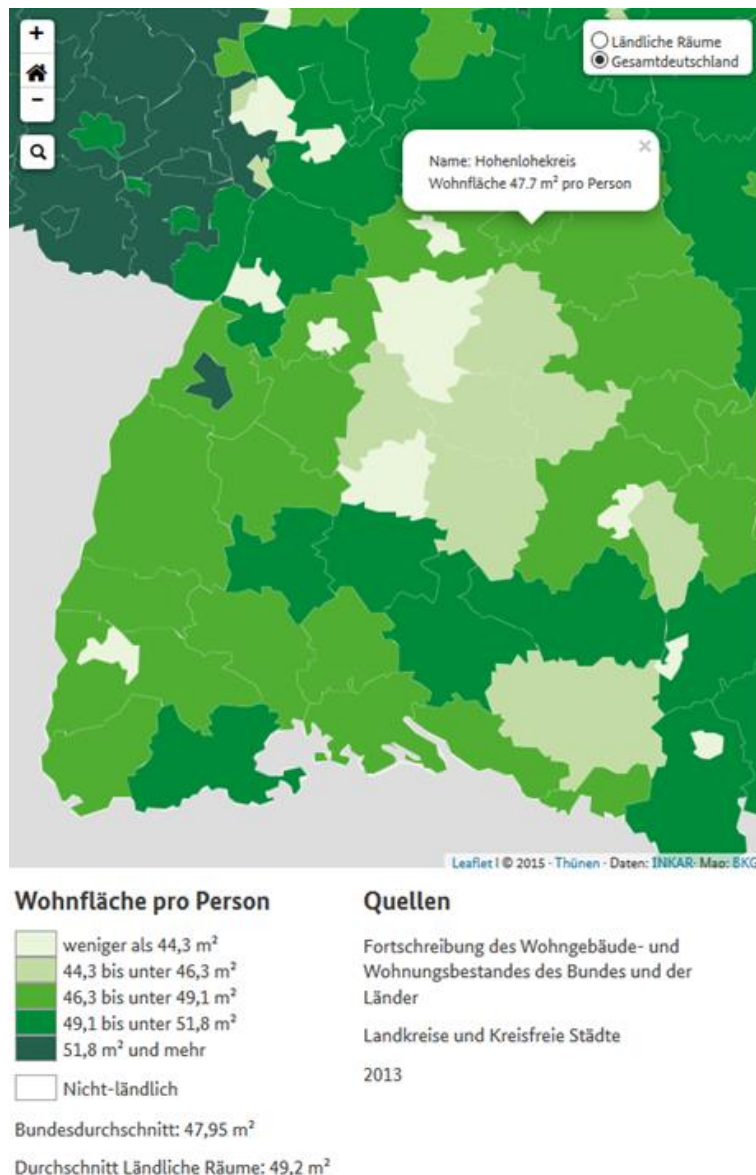 +
−
Ländliche Räume
Gesamtdeutschland
×
Name: Hohenlohekreis
Wohnfläche 47.7 m² pro Person
Leaflet | © 2015 - Thünen - Daten: INKAR- Map: BKG
Wohnfläche pro Person
weniger als 44,3 m²
44,3 bis unter 46,3 m²
46,3 bis unter 49,1 m²
49,1 bis unter 51,8 m²
51,8 m² und mehr
Nicht-ländlich
Bundesdurchschnitt: 47,95 m²
Durchschnitt Ländliche Räume: 49,2 m²
Quellen
Fortschreibung des Wohngebäude- und
Wohnungsbestandes des Bundes und der
Länder
Landkreise und Kreisfreie Städte
2013